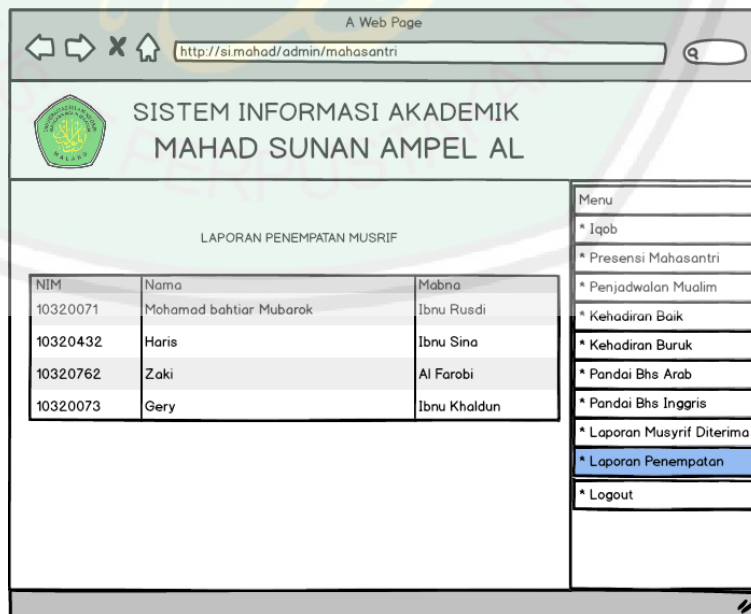 A Web Page
http://si.mahad/admin/mahasantri
SISTEM INFORMASI AKADEMIK
MAHAD SUNAN AMPEL AL
LAPORAN PENEMPATAN MUSRIF
NIM Nama Mabna
10320071 Mohamad bahtiar Mubarok Ibnu Rusdi
10320432 Haris Ibnu Sina
10320762 Zaki Al Farobi
10320073 Gery Ibnu Khaldun
Menu
* Iqob
* Presensi Mahasantri
* Penjadwalan Mualim
* Kehadiran Baik
* Kehadiran Buruk
* Pandai Bhs Arab
* Pandai Bhs Inggris
* Laporan Musyrif Diterima
* Laporan Penempatan
* Logout
MALANG